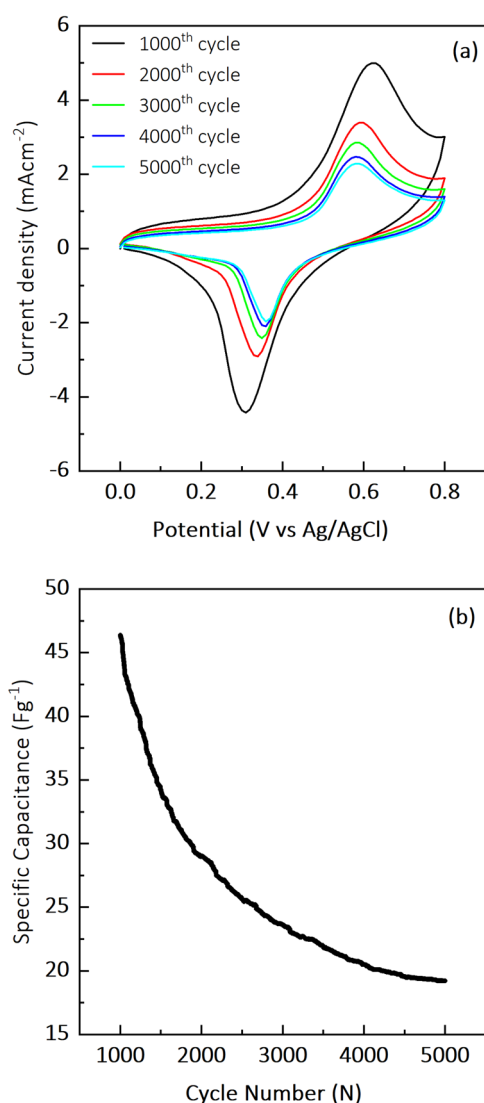 (a)
1000th cycle
2000th cycle
3000th cycle
4000th cycle
5000th cycle
6
4
2
0
-2
-4
-6
Current density (mAcm-2)
0.0 0.2 0.4 0.6 0.8
Potential (V vs Ag/AgCl)
(b)
50
45
40
35
30
25
20
15
Specific Capacitance (Fg-1)
1000 2000 3000 4000 5000
Cycle Number (N)